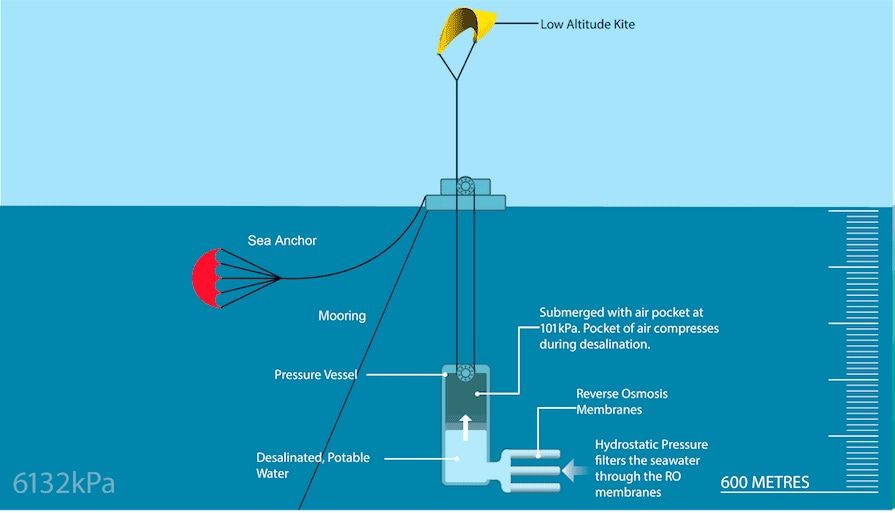 Low Altitude Kite
Sea Anchor
Mooring
Submerged with air pocket at
101kPa. Pocket of air compresses
during desalination.
Pressure Vessel
Reverse Osmosis
Membranes
Desalinated, Potable
Water
Hydrostatic Pressure
filters the seawater
through the RO
membranes
6132kPa
600 METRES